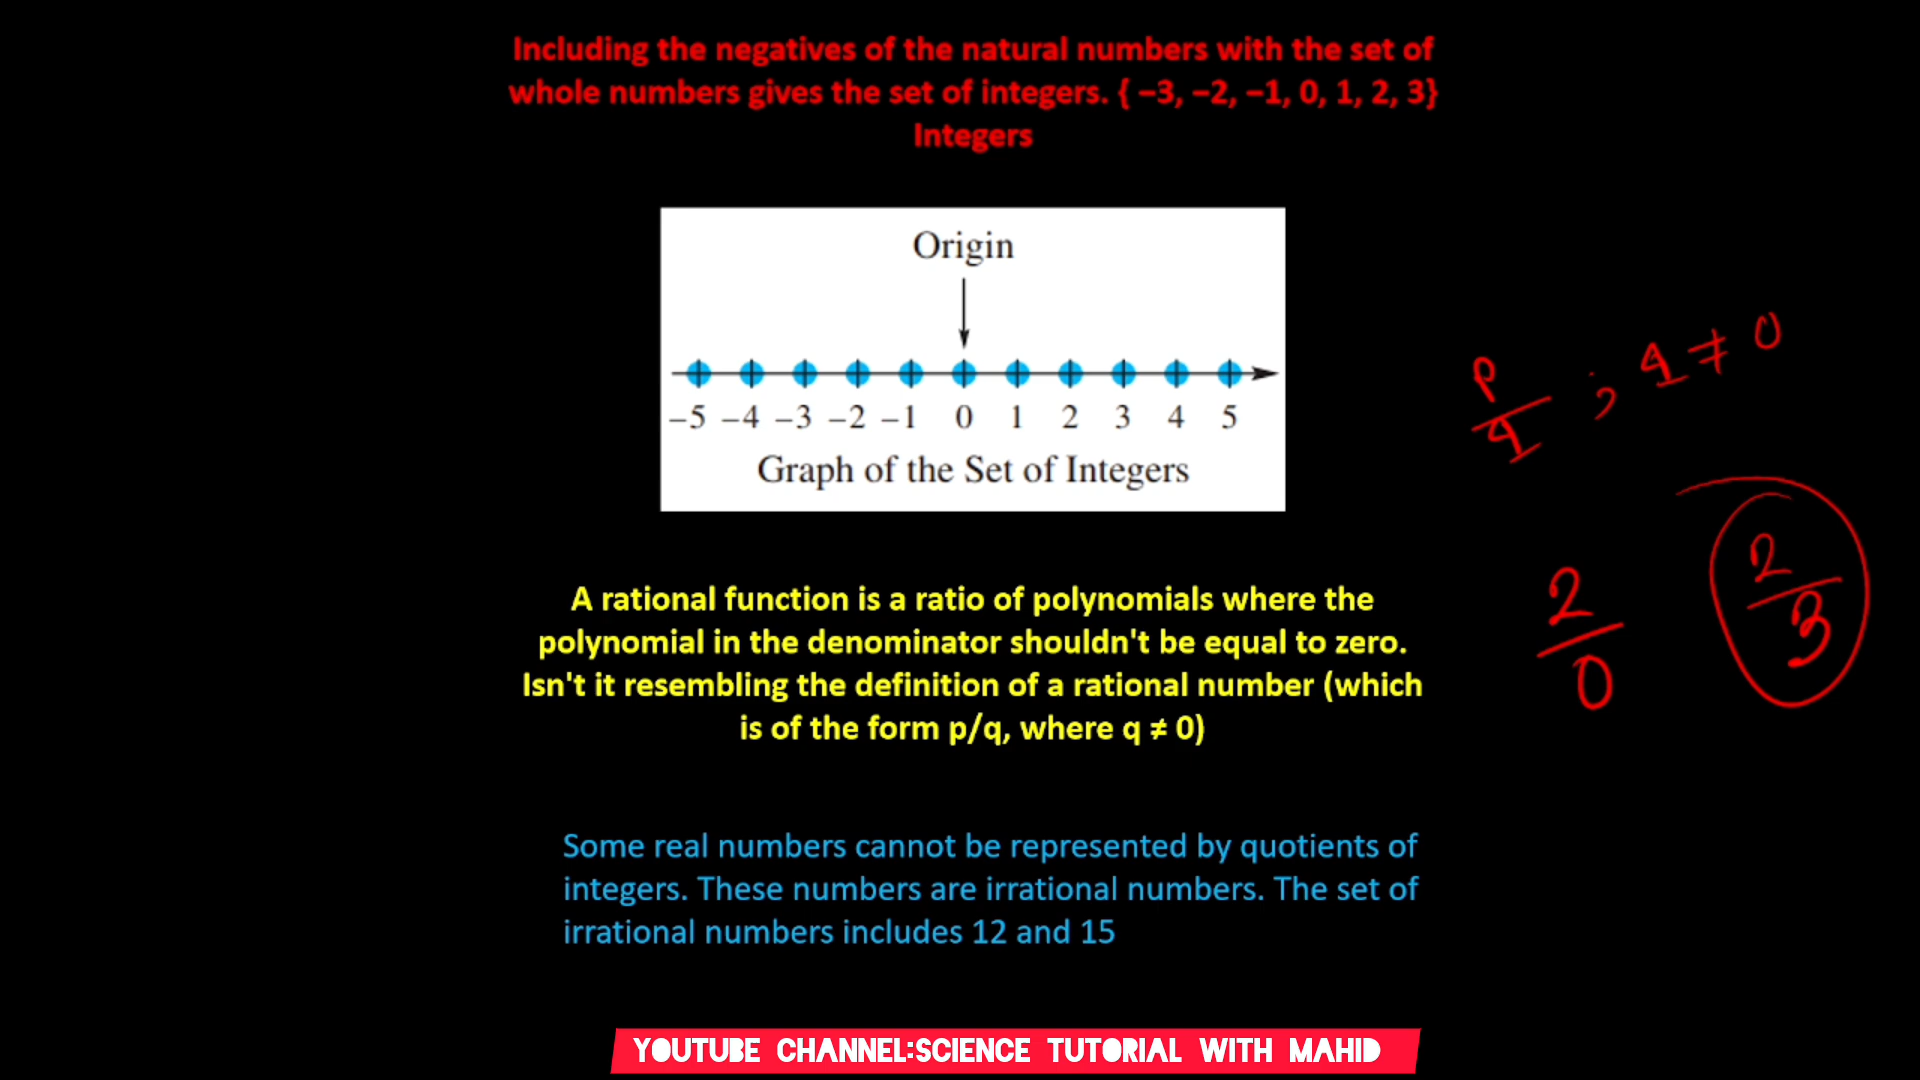 Including the negatives of the natural numbers with the set of
whole numbers gives the set of integers. { –3, –2, –1, 0, 1, 2, 3}
Integers
Origin
–5 –4 –3 –2 –1 0 1 2 3 4 5
Graph of the Set of Integers
p/q ; q ≠ 0
2/0
2/3
A rational function is a ratio of polynomials where the
polynomial in the denominator shouldn't be equal to zero.
Isn't it resembling the definition of a rational number (which
is of the form p/q, where q ≠ 0)
Some real numbers cannot be represented by quotients of
integers. These numbers are irrational numbers. The set of
irrational numbers includes 12 and 15
YOUTUBE CHANNEL:SCIENCE TUTORIAL WITH MAHID